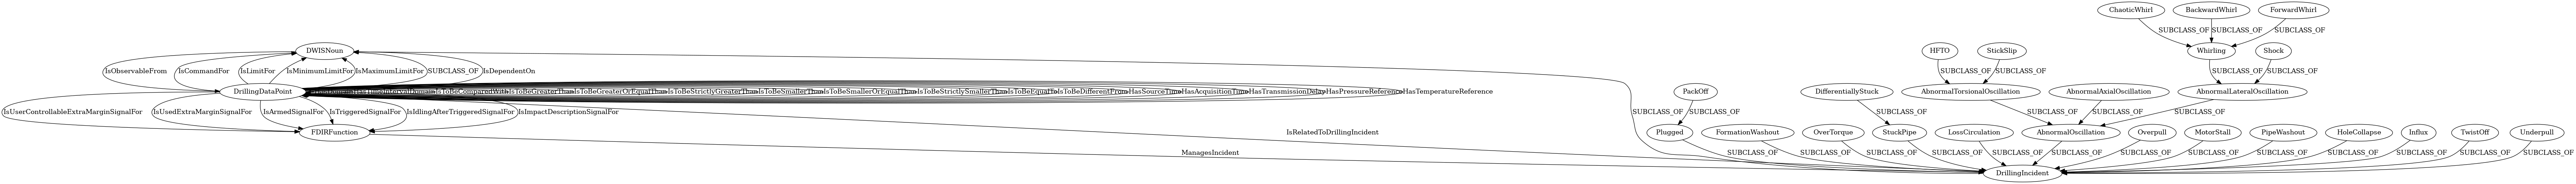 ChaoticWhirl BackwardWhirl ForwardWhirl
SUBCLASS_OF SUBCLASS_OF SUBCLASS_OF
DWISNoun HFTO StickSlip Whirling Shock
IsObservableFrom IsCommandFor IsLimitFor IsMinimumLimitFor IsMaximumLimitFor SUBCLASS_OF IsDependentOn SUBCLASS_OF SUBCLASS_OF SUBCLASS_OF SUBCLASS_OF
DrillingDataPoint IsToBeComparedWith IsToBeGreaterThan IsToBeGreaterOrEqualThan IsToBeStrictlyGreaterThan IsToBeSmallerThan IsToBeSmallerOrEqualThan IsToBeStrictlySmallerThan IsToBeEqualTo IsToBeDifferentFrom HasSourceTime HasAcquisitionTime HasTransmissionDelay HasPressureReference HasTemperatureReference PackOff DifferentiallyStuck AbnormalTorsionalOscillation AbnormalAxialOscillation AbnormalLateralOscillation
IsUserControllableExtraMarginSignalFor IsUsedExtraMarginSignalFor IsArmedSignalFor IsTriggeredSignalFor IsIdlingAfterTriggeredSignalFor IsImpactDescriptionSignalFor SUBCLASS_OF SUBCLASS_OF SUBCLASS_OF SUBCLASS_OF SUBCLASS_OF SUBCLASS_OF
FDIRFunction IsRelatedToDrillingIncident Plugged FormationWashout OverTorque StuckPipe LossCirculation AbnormalOscillation Overpull MotorStall PipeWashout HoleCollapse Influx TwistOff Underpull
ManagesIncident SUBCLASS_OF SUBCLASS_OF SUBCLASS_OF SUBCLASS_OF SUBCLASS_OF SUBCLASS_OF SUBCLASS_OF SUBCLASS_OF SUBCLASS_OF SUBCLASS_OF SUBCLASS_OF SUBCLASS_OF SUBCLASS_OF
DrillingIncident